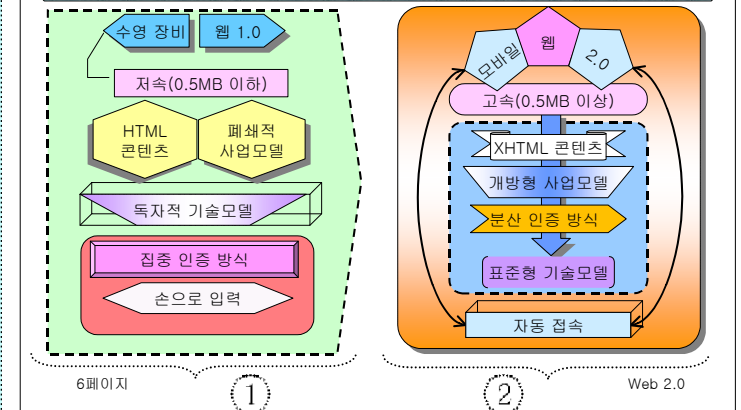 수영 장비
웹 1.0
저속(0.5MB 이하)
HTML
콘텐츠
폐쇄적
사업모델
독자적 기술모델
집중 인증 방식
손으로 입력
모바일
웹
2.0
고속(0.5MB 이상)
XHTML 콘텐츠
개방형 사업모델
분산 인증 방식
표준형 기술모델
자동 접속
6페이지
①
②
Web 2.0